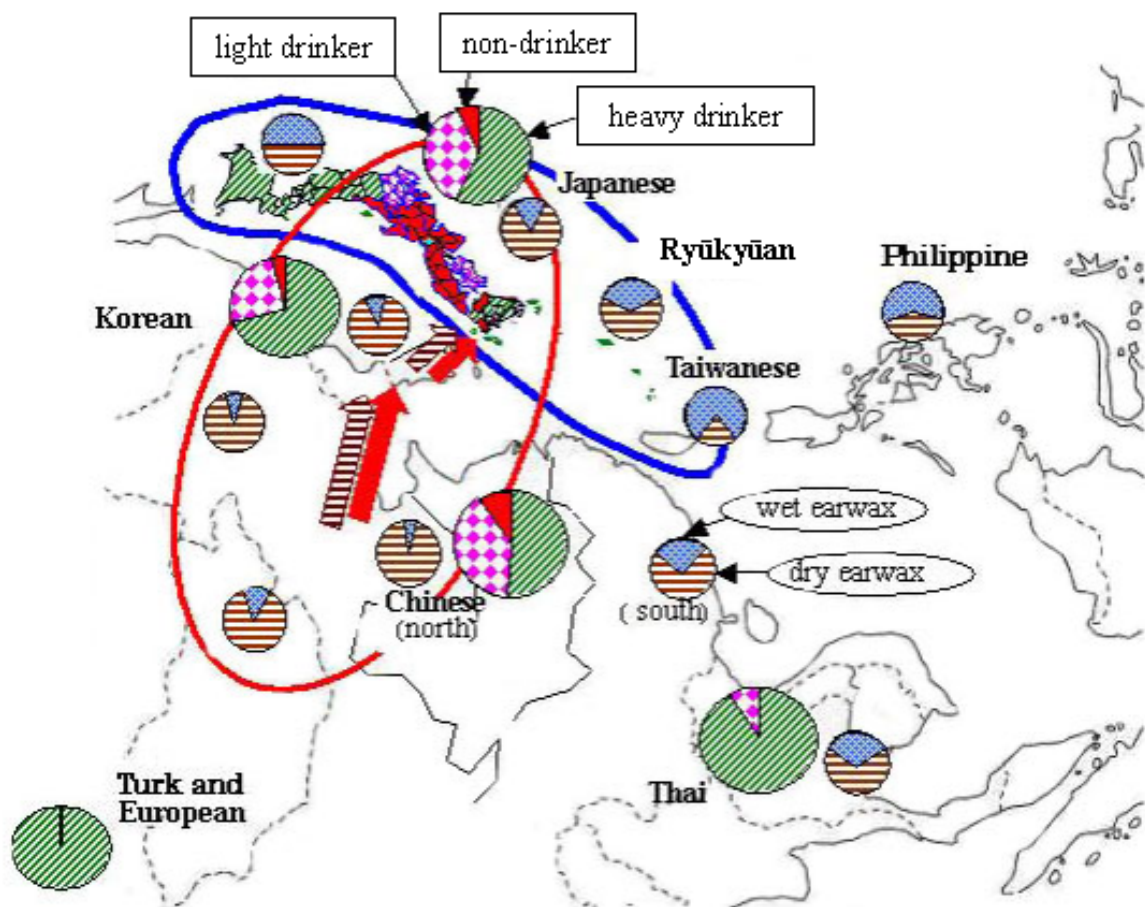 light drinker
non-drinker
heavy drinker
Japanese
Ryūkyūan
Philippine
Korean
Taiwanese
wet earwax
dry earwax
Chinese
(north)
( south)
Thai
Turk and
European